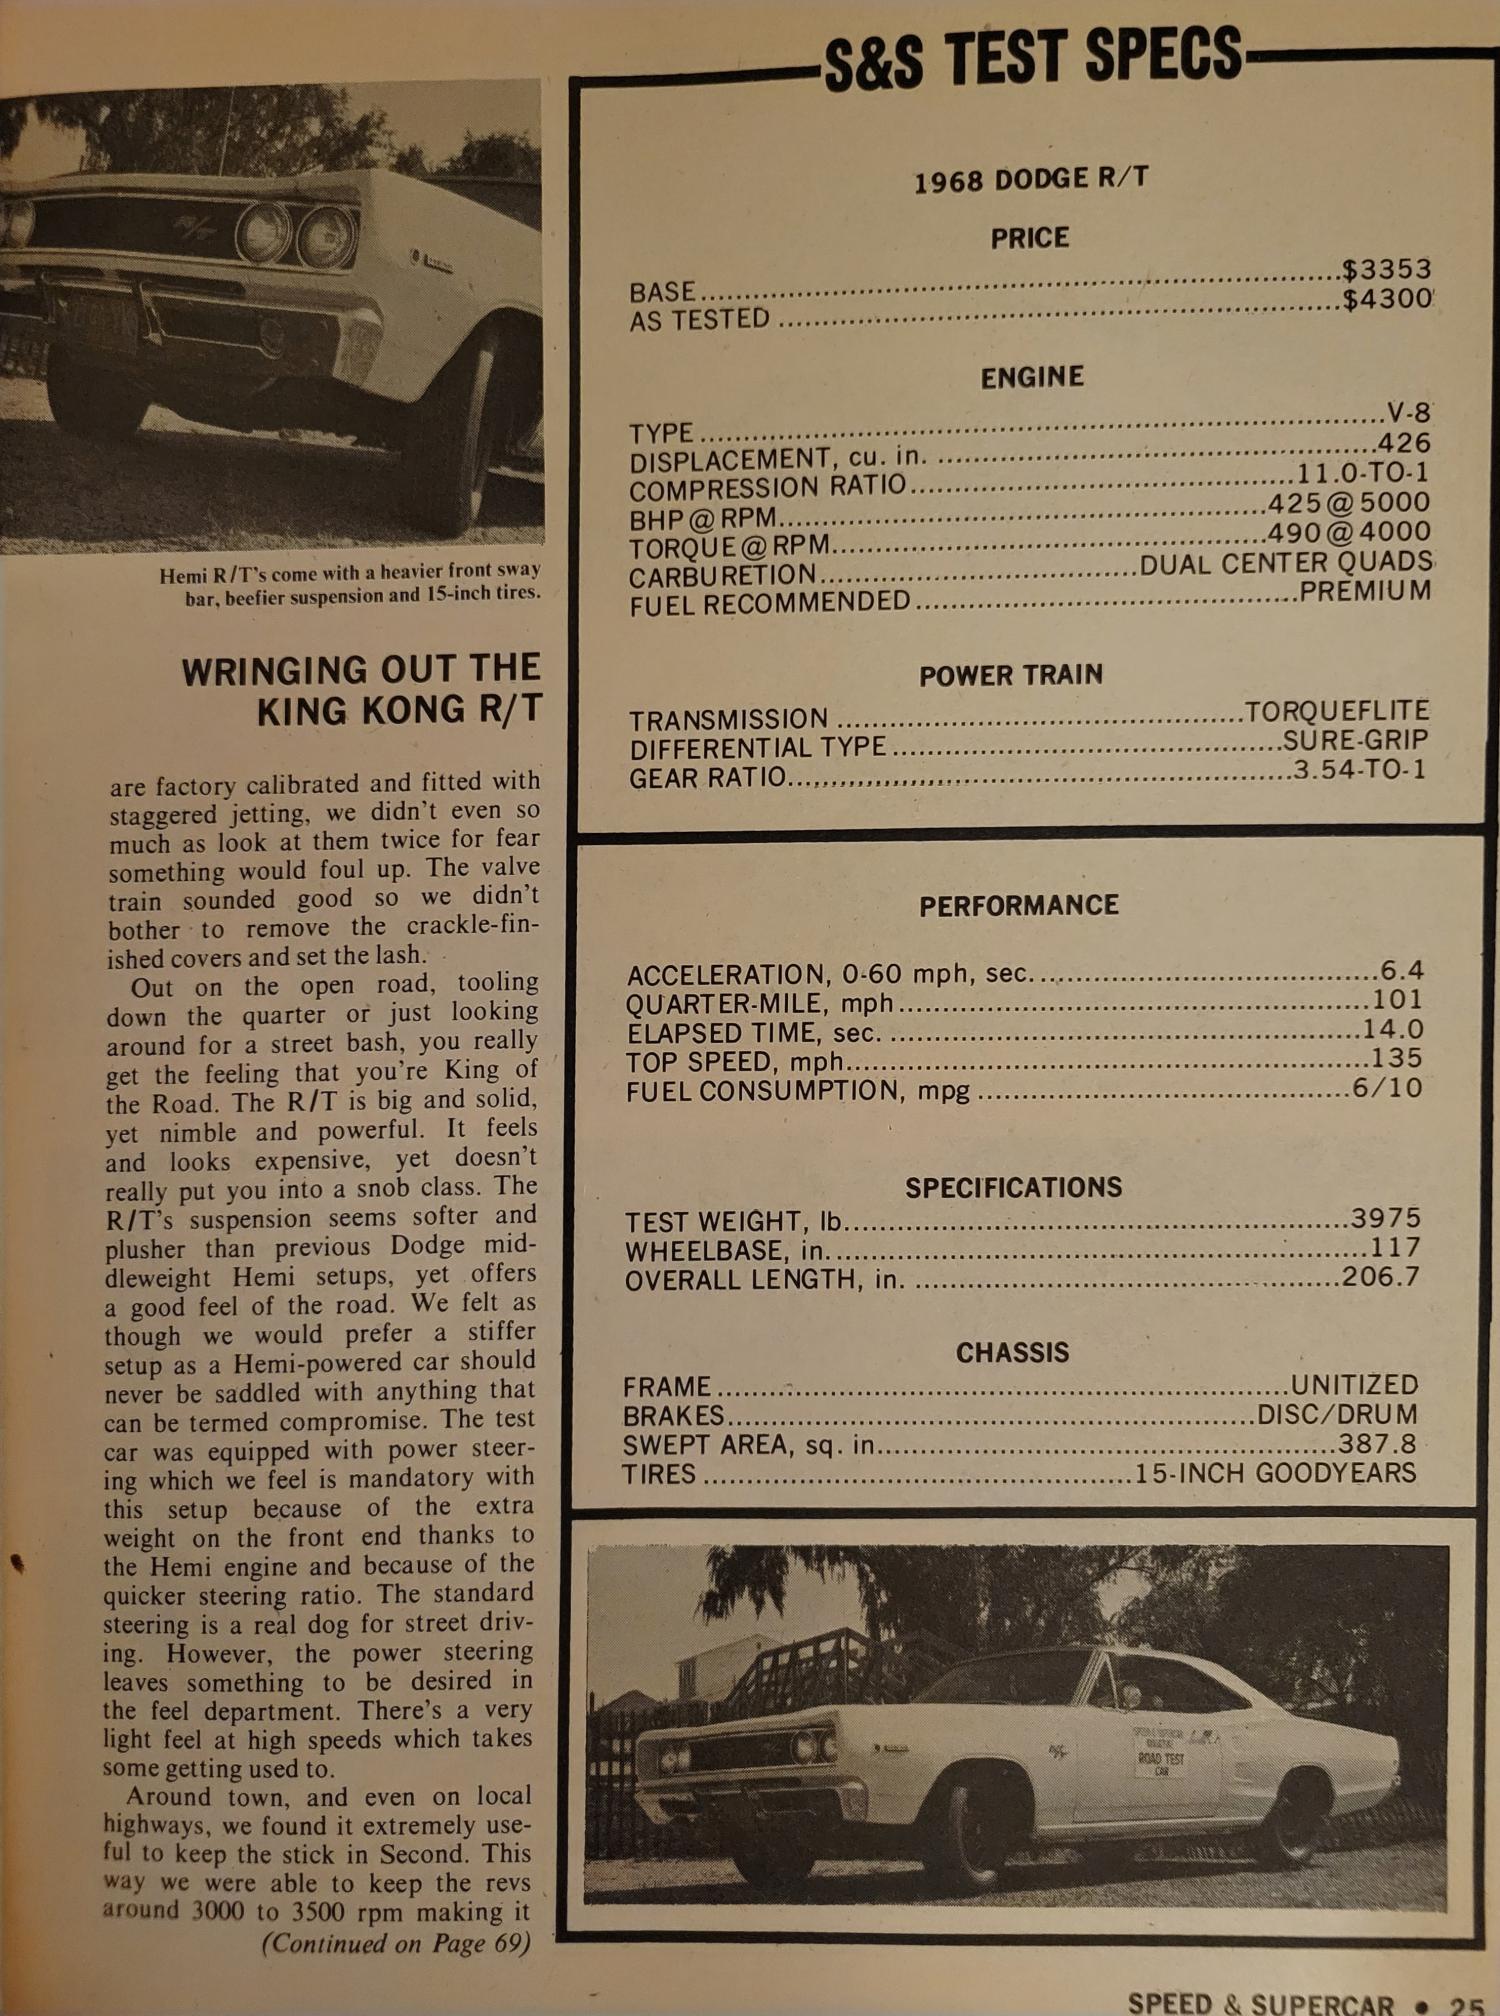 S&S TEST SPECS
1968 DODGE R/T
PRICE
BASE..........$3353
AS TESTED..........$4300
ENGINE
TYPE..........V-8
DISPLACEMENT, cu. in. ..........426
COMPRESSION RATIO..........11.0-TO-1
BHP@RPM..........425@5000
TORQUE@RPM..........490@4000
CARBURETION..........DUAL CENTER QUADS
FUEL RECOMMENDED..........PREMIUM
POWER TRAIN
TRANSMISSION..........TORQUEFLITE
DIFFERENTIAL TYPE..........SURE-GRIP
GEAR RATIO..........3.54-TO-1
PERFORMANCE
ACCELERATION, 0-60 mph, sec...........6.4
QUARTER-MILE, mph..........101
ELAPSED TIME, sec. ..........14.0
TOP SPEED, mph..........135
FUEL CONSUMPTION, mpg..........6/10
SPECIFICATIONS
TEST WEIGHT, lb..........3975
WHEELBASE, in...........117
OVERALL LENGTH, in. ..........206.7
CHASSIS
FRAME..........UNITIZED
BRAKES..........DISC/DRUM
SWEPT AREA, sq. in..........387.8
TIRES..........15-INCH GOODYEARS
R/T
ROAD TEST
CAR
R/T
Hemi R/T's come with a heavier front sway
bar, beefier suspension and 15-inch tires.
WRINGING OUT THE
KING KONG R/T
are factory calibrated and fitted with
staggered jetting, we didn't even so
much as look at them twice for fear
something would foul up. The valve
train sounded good so we didn't
bother to remove the crackle-fin-
ished covers and set the lash.
Out on the open road, tooling
down the quarter or just looking
around for a street bash, you really
get the feeling that you're King of
the Road. The R/T is big and solid,
yet nimble and powerful. It feels
and looks expensive, yet doesn't
really put you into a snob class. The
R/T's suspension seems softer and
plusher than previous Dodge mid-
dleweight Hemi setups, yet offers
a good feel of the road. We felt as
though we would prefer a stiffer
setup as a Hemi-powered car should
never be saddled with anything that
can be termed compromise. The test
car was equipped with power steer-
ing which we feel is mandatory with
this setup because of the extra
weight on the front end thanks to
the Hemi engine and because of the
quicker steering ratio. The standard
steering is a real dog for street driv-
ing. However, the power steering
leaves something to be desired in
the feel department. There's a very
light feel at high speeds which takes
some getting used to.
Around town, and even on local
highways, we found it extremely use-
ful to keep the stick in Second. This
way we were able to keep the revs
around 3000 to 3500 rpm making it
(Continued on Page 69)
SPEED & SUPERCAR • 25